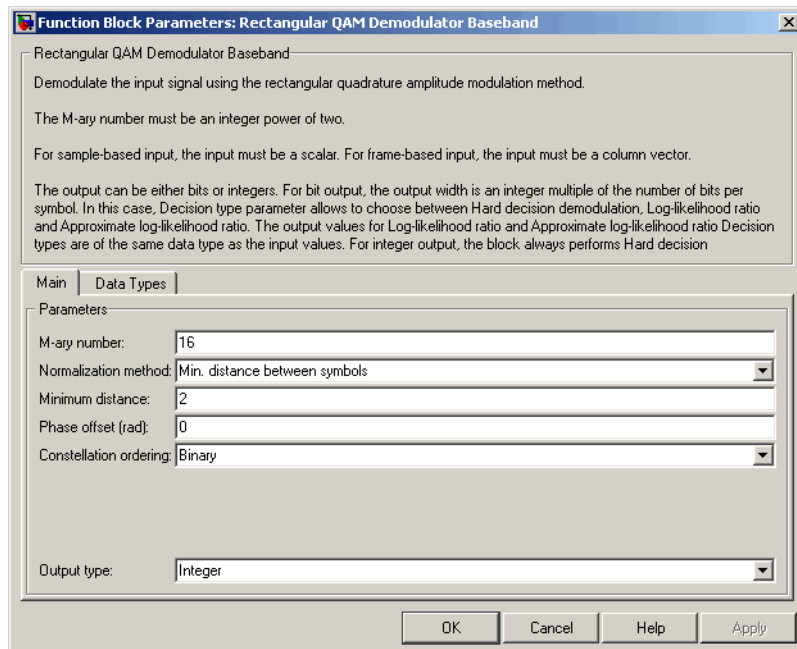 Function Block Parameters: Rectangular QAM Demodulator Baseband
Rectangular QAM Demodulator Baseband
Demodulate the input signal using the rectangular quadrature amplitude modulation method.
The M-ary number must be an integer power of two.
For sample-based input, the input must be a scalar. For frame-based input, the input must be a column vector.
The output can be either bits or integers. For bit output, the output width is an integer multiple of the number of bits per
symbol. In this case, Decision type parameter allows to choose between Hard decision demodulation, Log-likelihood ratio
and Approximate log-likelihood ratio. The output values for Log-likelihood ratio and Approximate log-likelihood ratio Decision
types are of the same data type as the input values. For integer output, the block always performs Hard decision
Main Data Types
Parameters
M-ary number: 16
Normalization method: Min. distance between symbols
Minimum distance: 2
Phase offset (rad): 0
Constellation ordering: Binary
Output type: Integer
OK Cancel Help Apply